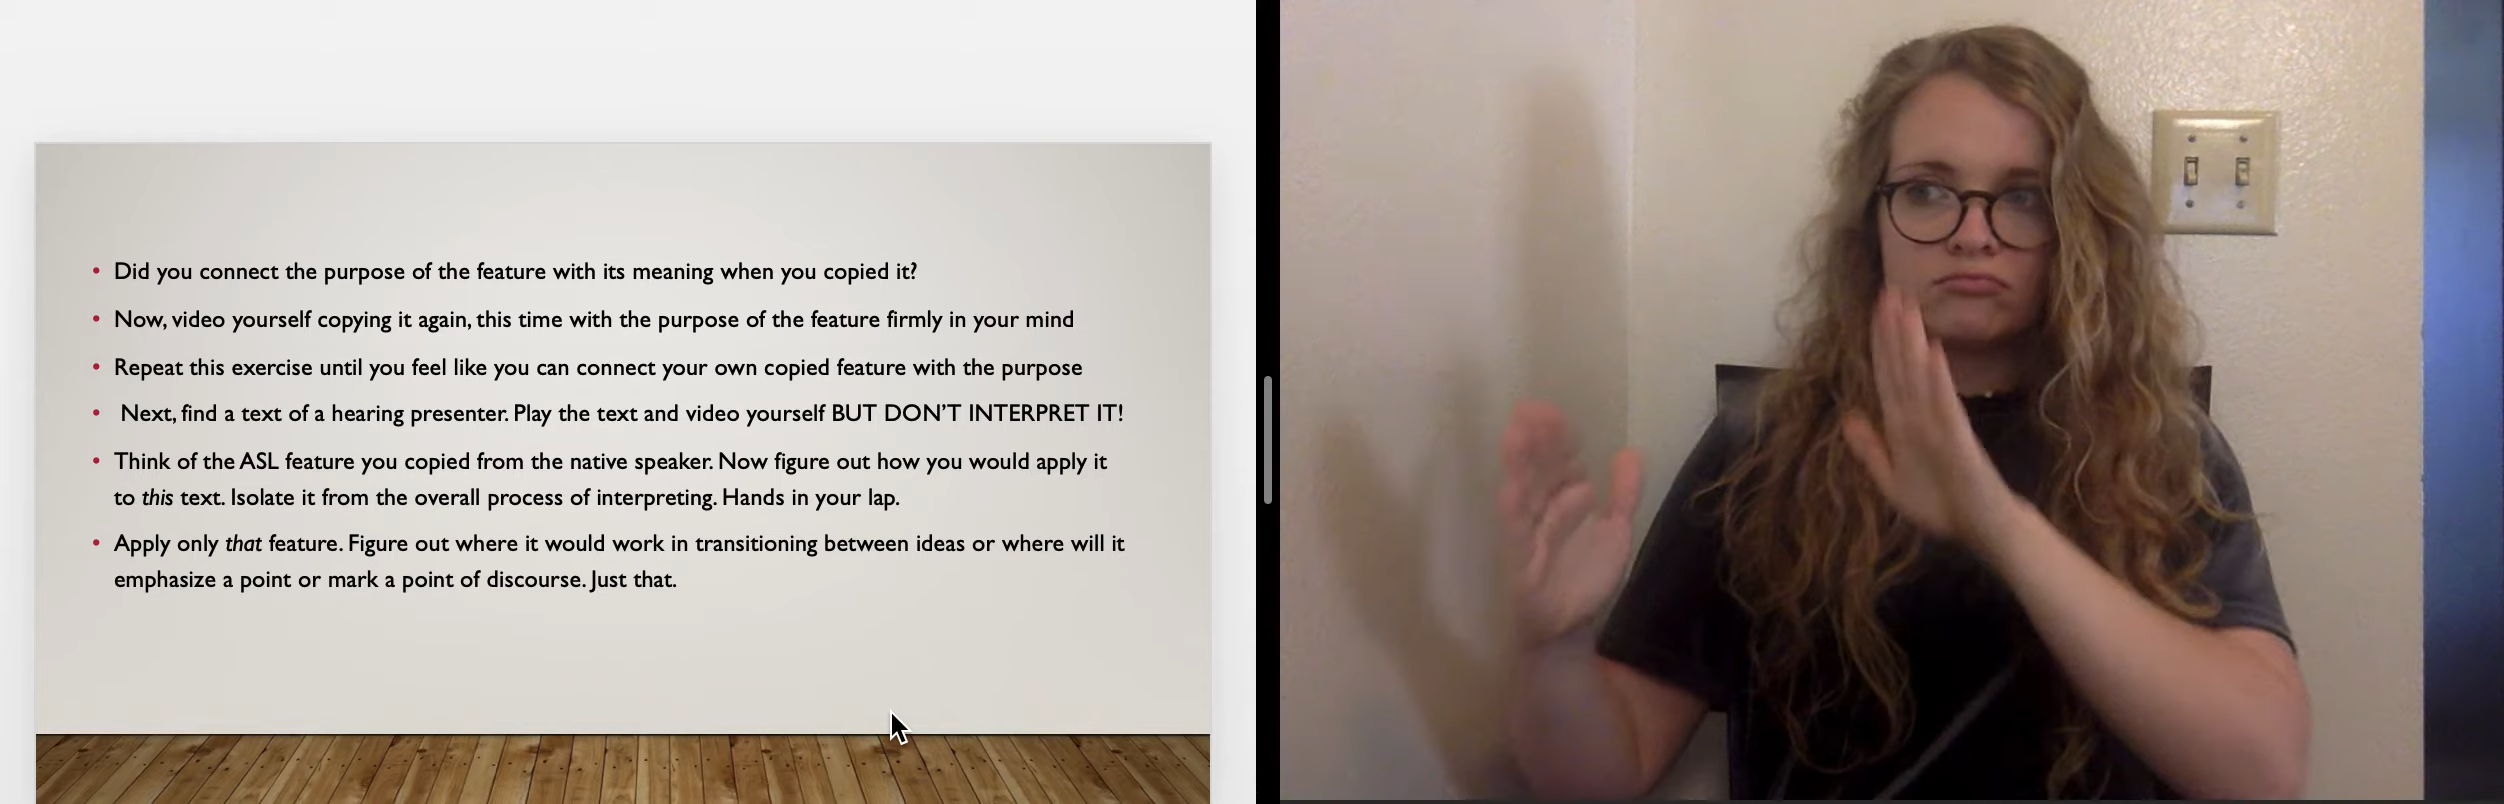 • Did you connect the purpose of the feature with its meaning when you copied it?
• Now, video yourself copying it again, this time with the purpose of the feature firmly in your mind
• Repeat this exercise until you feel like you can connect your own copied feature with the purpose
• Next, find a text of a hearing presenter. Play the text and video yourself BUT DON'T INTERPRET IT!
• Think of the ASL feature you copied from the native speaker. Now figure out how you would apply it
to this text. Isolate it from the overall process of interpreting. Hands in your lap.
• Apply only that feature. Figure out where it would work in transitioning between ideas or where will it
emphasize a point or mark a point of discourse. Just that.